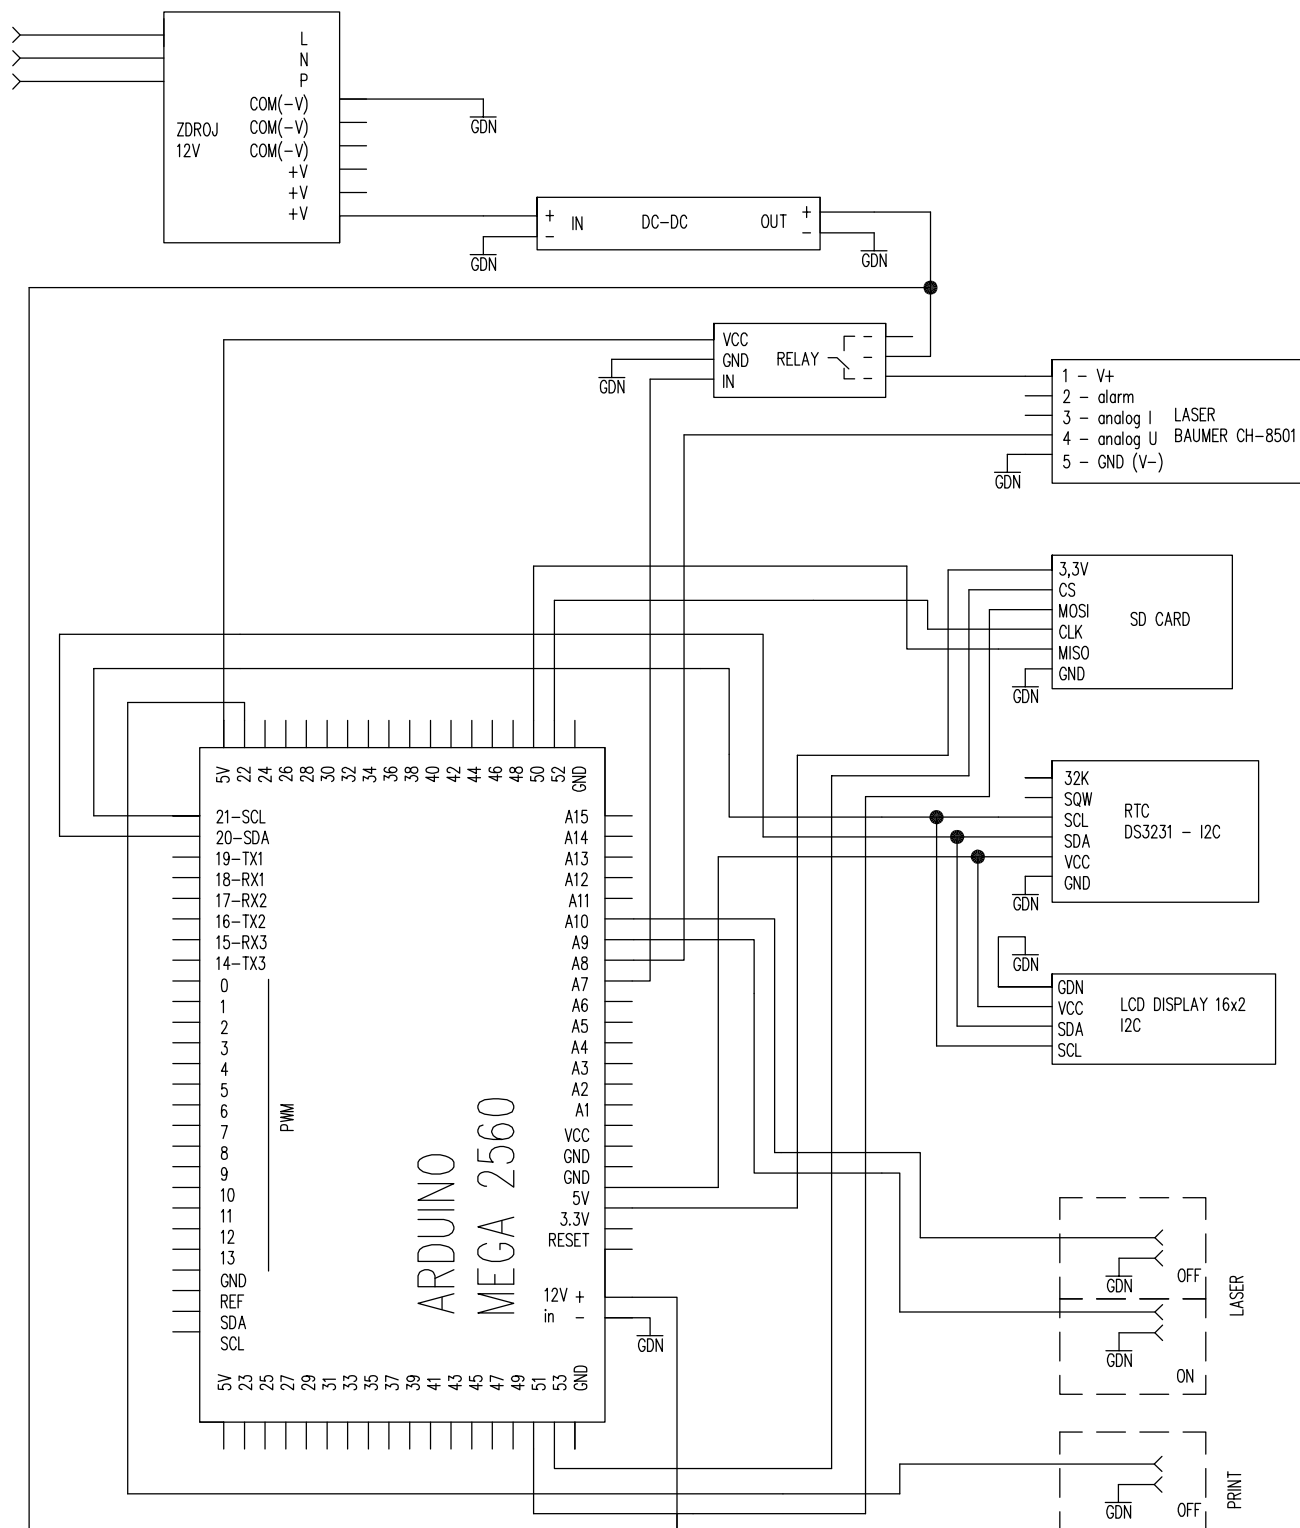 L
N
P
COM(-V)
COM(-V)
COM(-V)
+V
+V
+V
ZDROJ
12V
GDN
+ IN DC-DC OUT +
- -
GDN
GDN
VCC
GND
IN
RELAY
GDN
1 - V+
2 - alarm
3 - analog I
4 - analog U
5 - GND (V-)
LASER
BAUMER CH-8501
GDN
3,3V
CS
MOSI
CLK
MISO
GND
SD CARD
GDN
5V 22 24 26 28 30 32 34 36 38 40 42 44 46 48 50 52 GND
21-SCL
20-SDA
19-TX1
18-RX1
17-RX2
16-TX2
15-RX3
14-TX3
0
1
2
3
4
5
6
7
8
9
10
11
12
13
GND
REF
SDA
SCL
PWM
ARDUINO
MEGA 2560
A15
A14
A13
A12
A11
A10
A9
A8
A7
A6
A5
A4
A3
A2
A1
VCC
GND
GND
5V
3.3V
RESET
12V +
in -
GDN
5V 23 25 27 29 31 33 35 37 39 41 43 45 47 49 51 53 GND
32K
SQW
SCL
SDA
VCC
GND
RTC
DS3231 - I2C
GDN
GDN
GDN
VCC
SDA
SCL
LCD DISPLAY 16x2
I2C
GDN
OFF
LASER
GDN
ON
GDN
OFF
PRINT